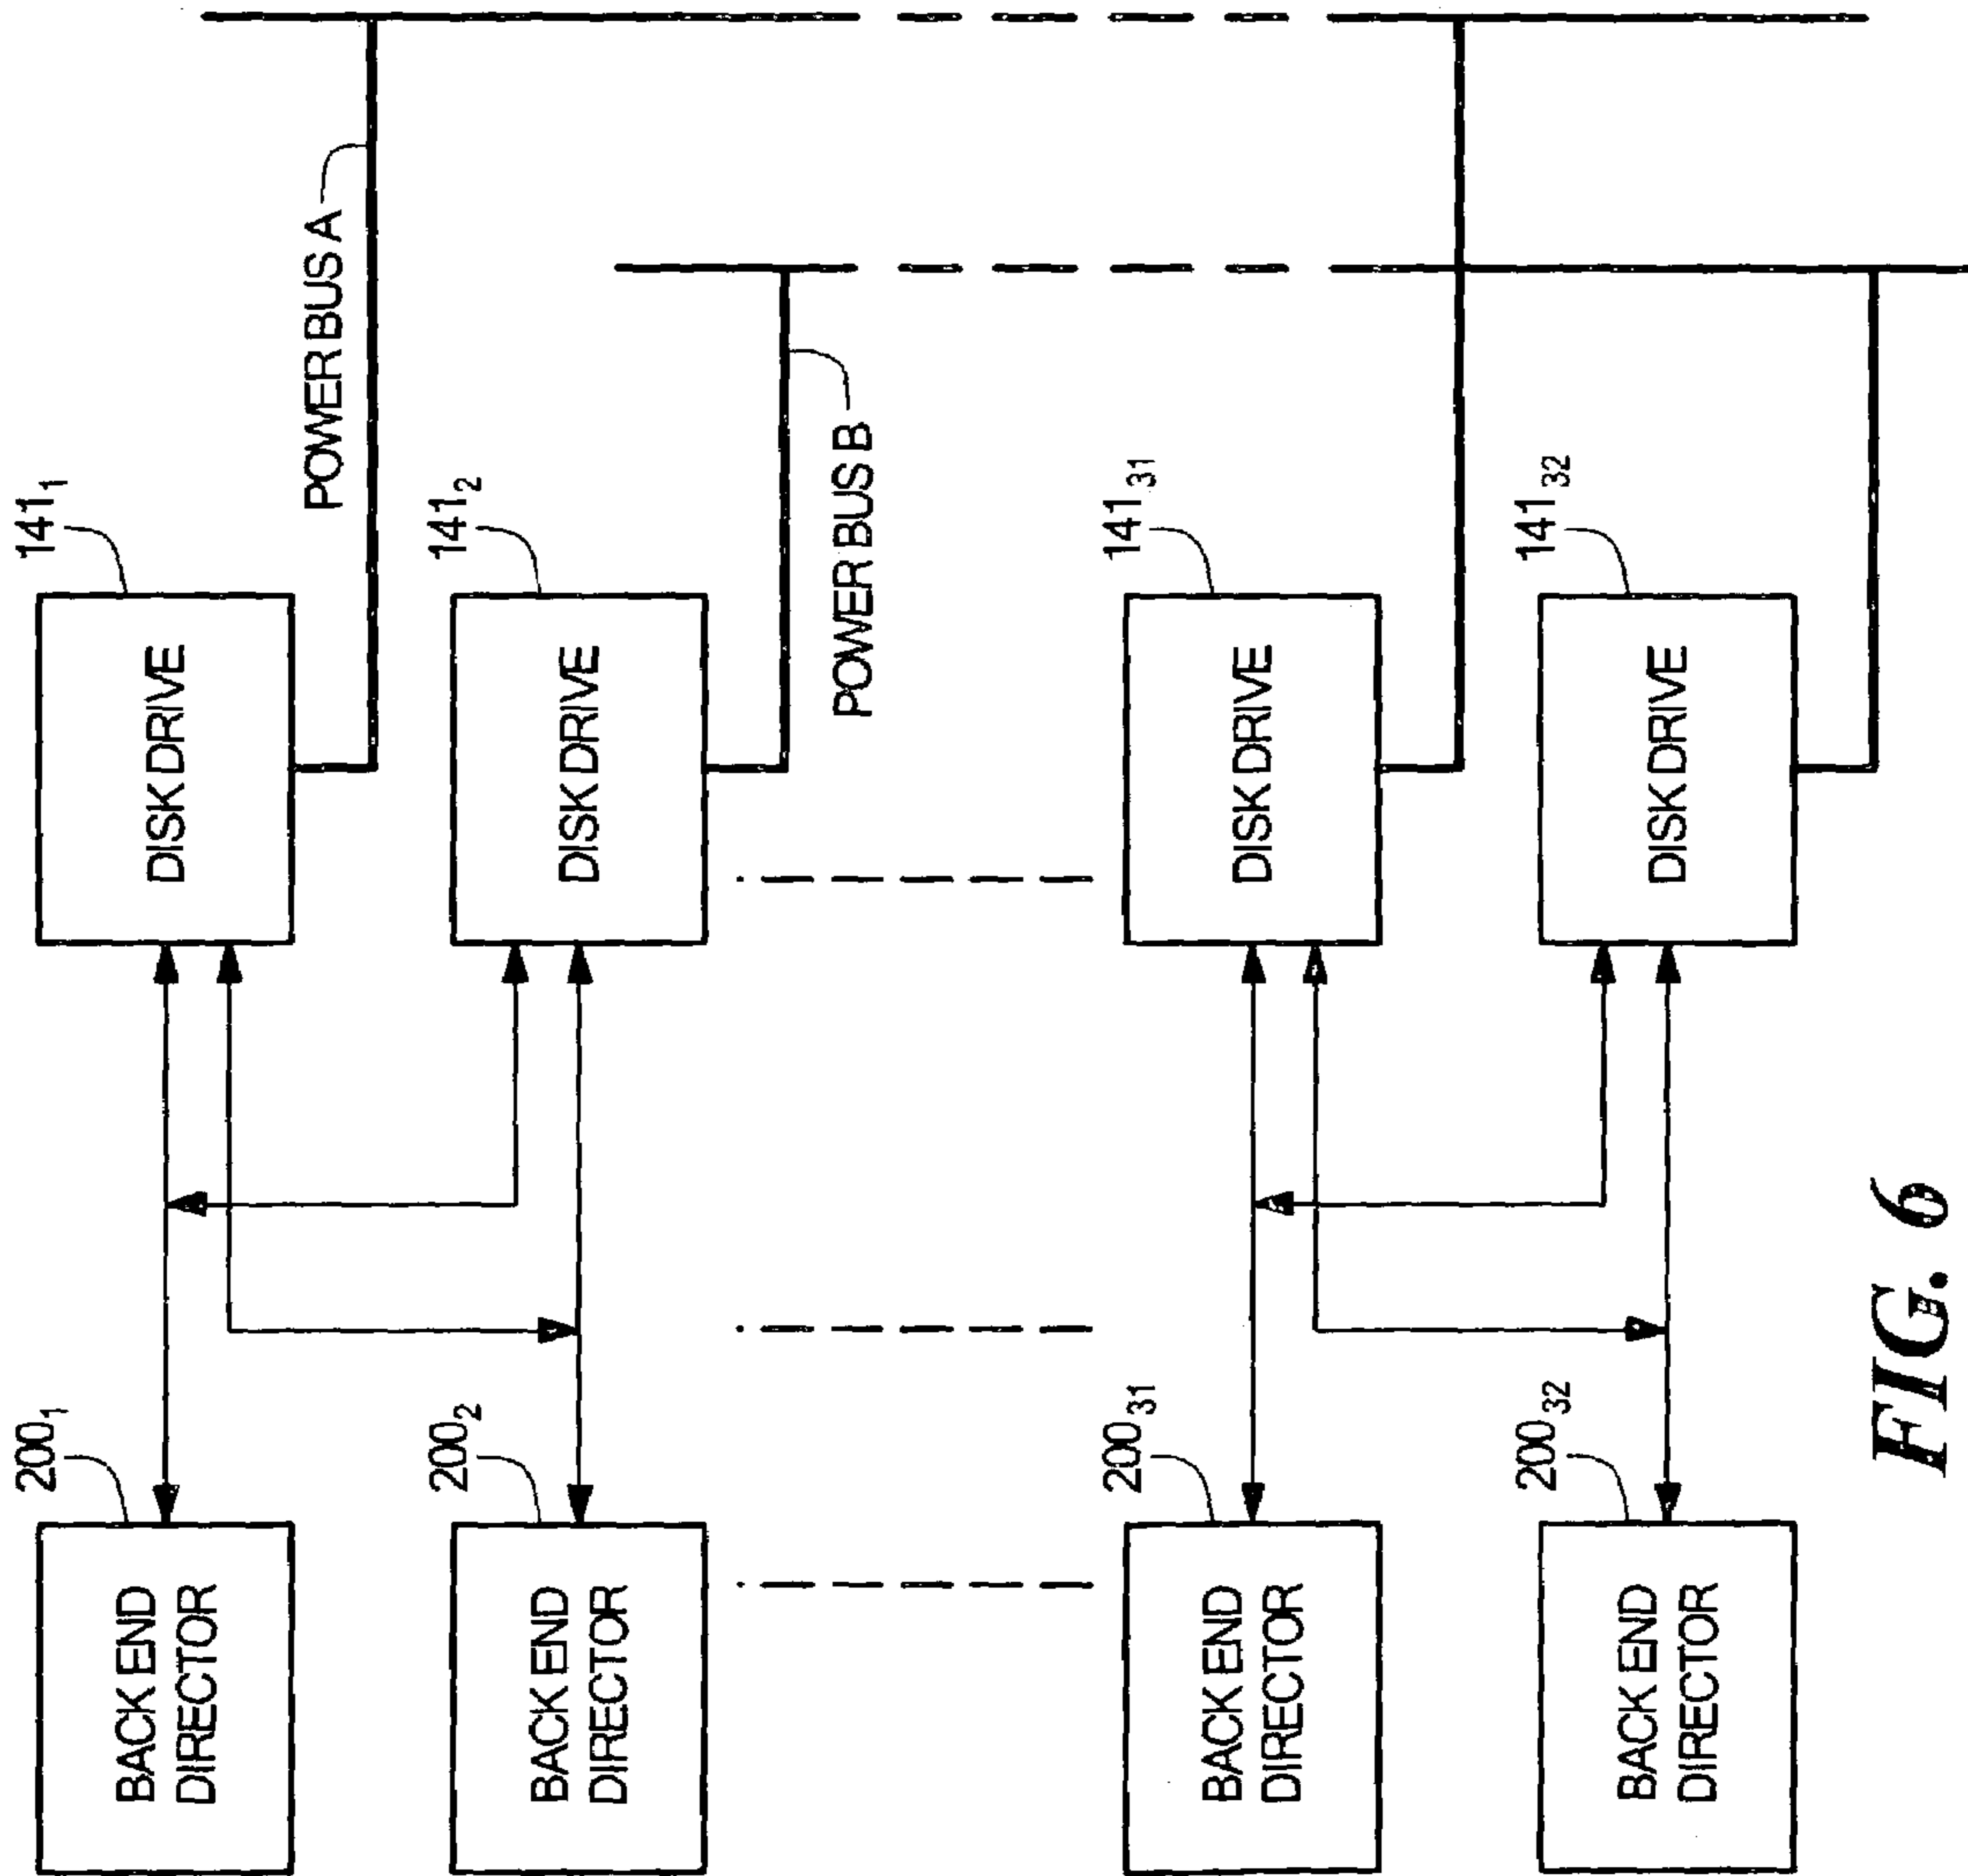 200₁
141₁
BACK END
DIRECTOR
DISK DRIVE
POWER BUS A
200₂
141₂
BACK END
DIRECTOR
DISK DRIVE
POWER BUS B
200₃₁
141₃₁
BACK END
DIRECTOR
DISK DRIVE
200₃₂
141₃₂
BACK END
DIRECTOR
DISK DRIVE
FIG. 6